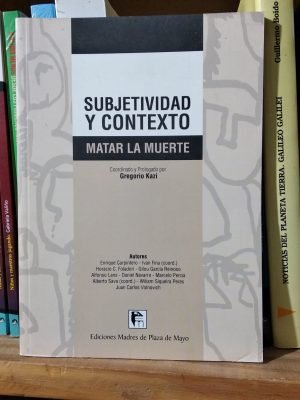 SUBJETIVIDAD
Y CONTEXTO
MATAR LA MUERTE
Coordinado y Prologado por
Gregorio Kazi
Autores
Enrique Carpintero - Iván Fina (coord.)
Horacio C. Foladori - Gilou García Reinoso
Alfonso Lans - Daniel Navarro - Marcelo Percia
Alberto Sava (coord.) - William Siqueira Peres
Juan Carlos Volnovich
Ediciones Madres de Plaza de Mayo
Guillermo Boido
NOTICIAS DEL PLANETA TIERRA. GALILEO GALILEI